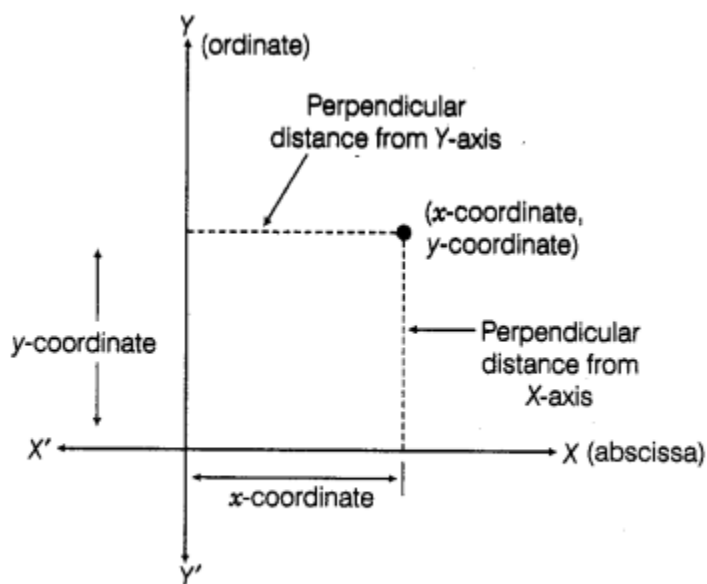 Y
(ordinate)
Perpendicular
distance from Y-axis
(x-coordinate,
y-coordinate)
y-coordinate
Perpendicular
distance from
X-axis
X′
X (abscissa)
x-coordinate
Y′